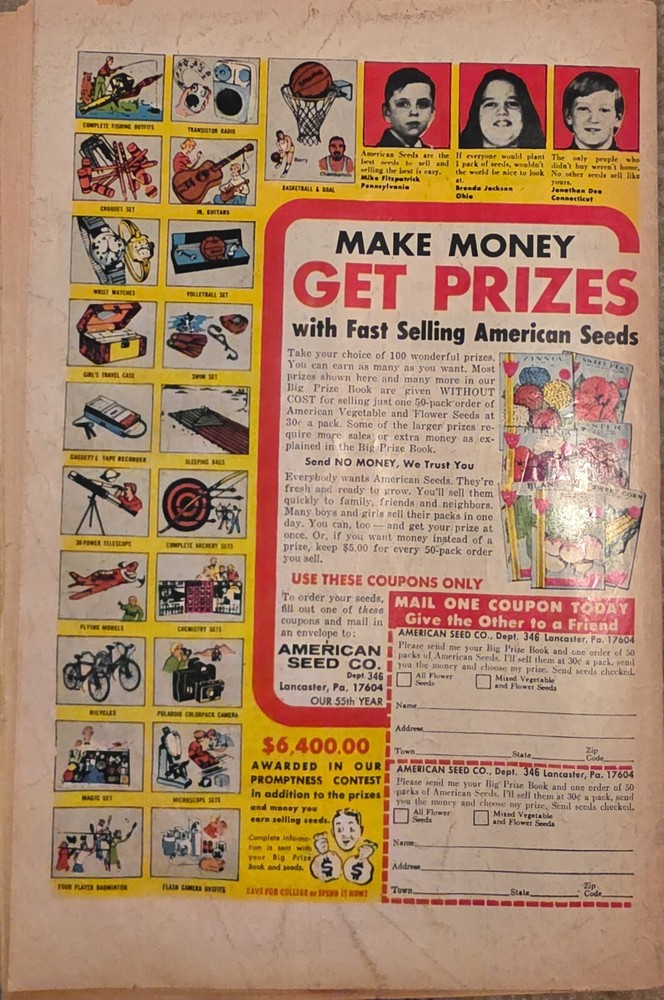 COMPLETE FISHING OUTFITS
TRANSISTOR RADIO
CROQUET SET
JR. GUITARS
Barry
Chamberlain
BASKETBALL & GOAL
WRIST WATCHES
VOLLEYBALL SET
GIRL'S TRAVEL CASE
SWIM SET
CASSETTE TAPE RECORDER
SLEEPING BAGS
30 POWER TELESCOPE
COMPLETE ARCHERY SETS
FLYING MODELS
CHEMISTRY SETS
BICYCLES
POLAROID COLORPACK CAMERA
MAGIC SET
MICROSCOPE SETS
FOUR PLAYER BADMINTON
FLASH CAMERA OUTFITS
American Seeds are the
best seeds to sell and
selling the best is easy.
Mike Fitzpatrick
Pennsylvania
If everyone would plant
1 pack of seeds, wouldn't
the world be nice to look
at.
Brenda Jackson
Ohio
The only people who
didn't buy weren't home.
No other seeds sell like
yours.
Jonathan Dee
Connecticut
MAKE MONEY
GET PRIZES
with Fast Selling American Seeds
Take your choice of 100 wonderful prizes.
You can earn as many as you want. Most
prizes shown here and many more in our
Big Prize Book are given WITHOUT
COST for selling just one 50-pack order of
American Vegetable and Flower Seeds at
30¢ a pack. Some of the larger prizes re-
quire more sales or extra money as ex-
plained in the Big Prize Book.
Send NO MONEY, We Trust You
Everybody wants American Seeds. They're
fresh and ready to grow. You'll sell them
quickly to family, friends and neighbors.
Many boys and girls sell their packs in one
day. You can, too — and get your prize at
once. Or, if you want money instead of a
prize, keep $5.00 for every 50-pack order
you sell.
ZINNIA
SWEET PEAS
SWEET CORN
USE THESE COUPONS ONLY
To order your seeds,
fill out one of these
coupons and mail in
an envelope to:
AMERICAN
SEED CO.
Dept. 346
Lancaster, Pa. 17604
OUR 55th YEAR
$6,400.00
AWARDED IN OUR
PROMPTNESS CONTEST
In addition to the prizes
and money you
earn selling seeds.
Complete informa-
tion is sent with
your Big Prize
Book and seeds.
$ $
SAVE FOR COLLEGE or SPEND IT NOW!
MAIL ONE COUPON TODAY
Give the Other to a Friend
AMERICAN SEED CO., Dept. 346 Lancaster, Pa. 17604
Please send me your Big Prize Book and one order of 50
packs of American Seeds. I'll sell them at 30¢ a pack, send
you the money and choose my prize. Send seeds checked.
All Flower
Seeds
Mixed Vegetable
and Flower Seeds
Name
Address
Town State Zip Code
AMERICAN SEED CO., Dept. 346 Lancaster, Pa. 17604
Please send me your Big Prize Book and one order of 50
packs of American Seeds. I'll sell them at 30¢ a pack, send
you the money and choose my prize. Send seeds checked.
All Flower
Seeds
Mixed Vegetable
and Flower Seeds
Name
Address
Town State Zip Code